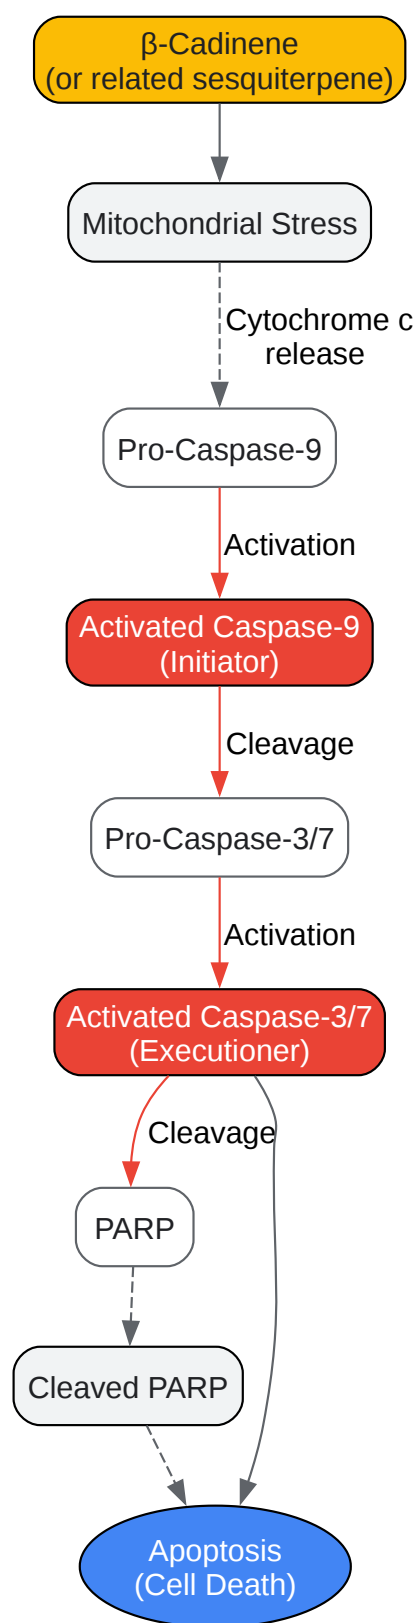 β-Cadinene
(or related sesquiterpene)
Mitochondrial Stress
Cytochrome c
release
Pro-Caspase-9
Activation
Activated Caspase-9
(Initiator)
Cleavage
Pro-Caspase-3/7
Activation
Activated Caspase-3/7
(Executioner)
Cleavage
PARP
Cleaved PARP
Apoptosis
(Cell Death)